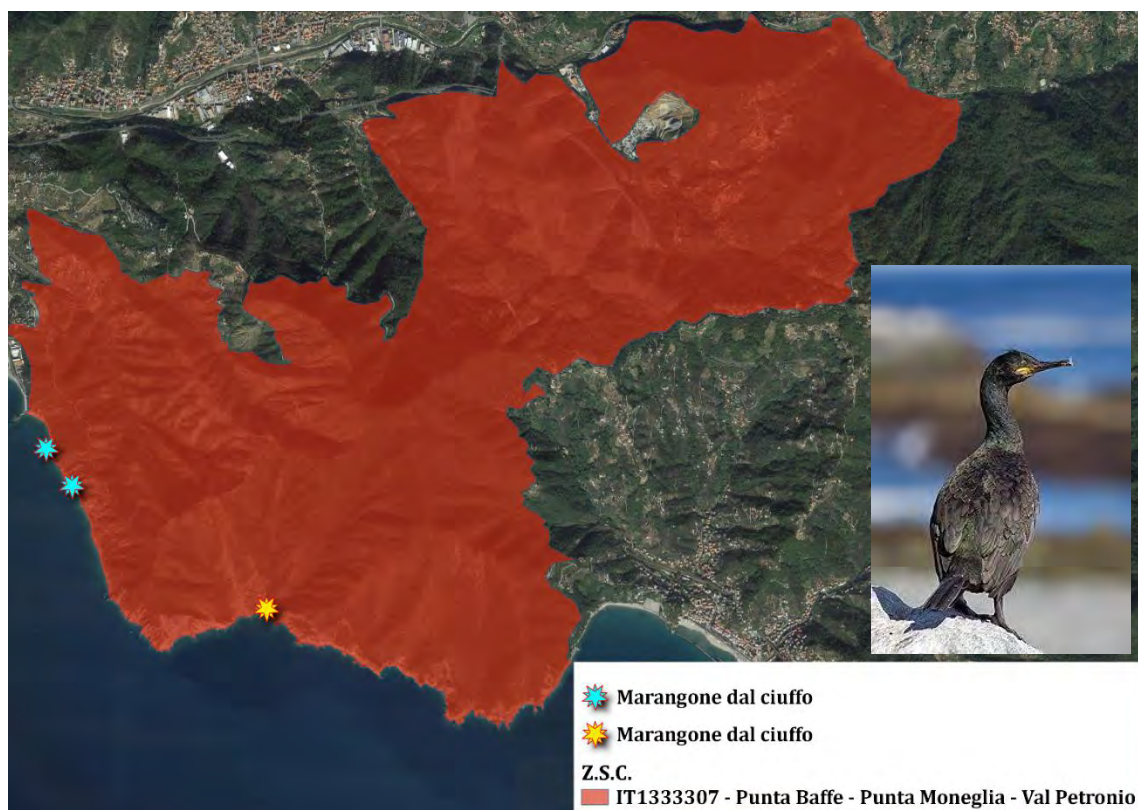 Marangone dal ciuffo
Marangone dal ciuffo
Z.S.C.
IT1333307 - Punta Baffe - Punta Moneglia - Val Petronio